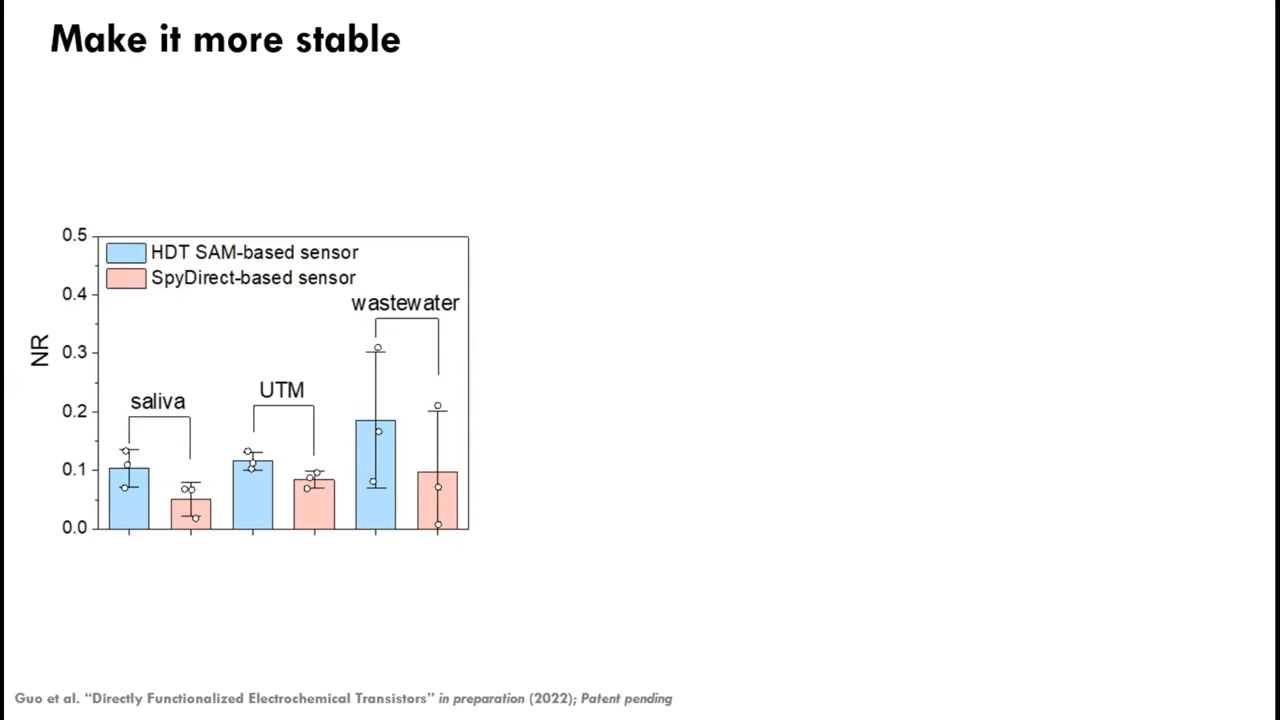 Make it more stable
0.5
HDT SAM-based sensor
SpyDirect-based sensor
0.4
wastewater
NR
0.3
UTM
saliva
0.2
0.1
0.0
Guo et al. “Directly Functionalized Electrochemical Transistors” in preparation (2022); Patent pending